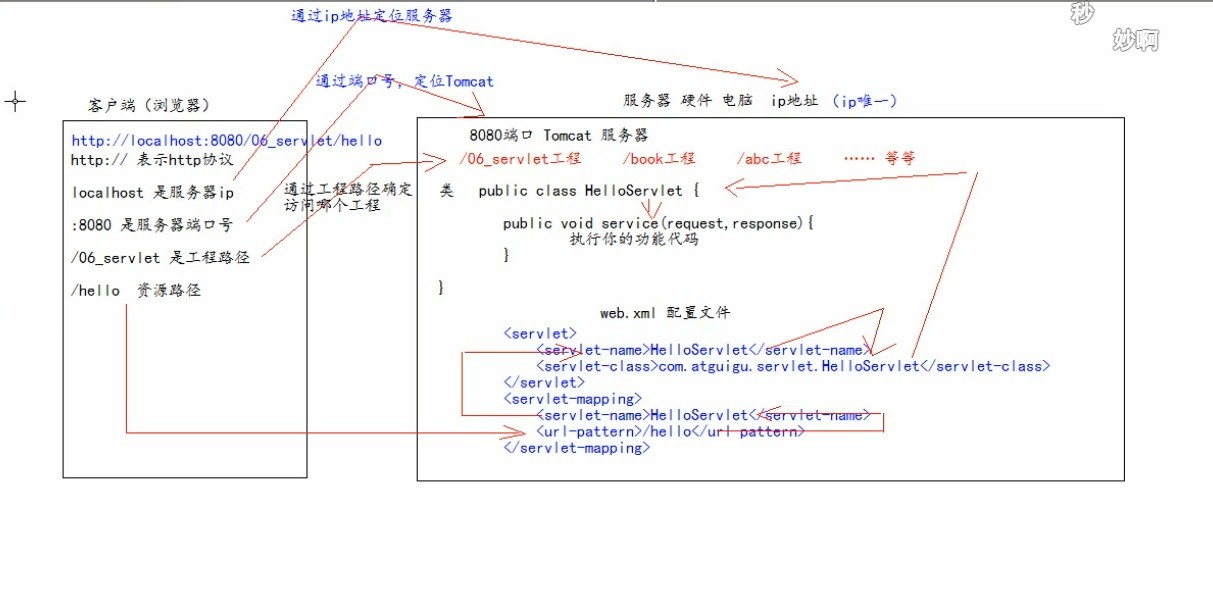 通过ip地址定位服务器
秒
妙啊
通过端口号，定位Tomcat
客户端（浏览器）
服务器 硬件 电脑 ip地址 （ip唯一）
http://localhost:8080/06_servlet/hello
http:// 表示http协议
localhost 是服务器ip
:8080 是服务器端口号
/06_servlet 是工程路径
/hello 资源路径
通过工程路径确定
访问哪个工程
8080端口 Tomcat 服务器
/06_servlet工程 /book工程 /abc工程 …… 等等
类 public class HelloServlet {
public void service(request,response){
执行你的功能代码
}
}
web.xml 配置文件
<servlet>
<servlet-name>HelloServlet</servlet-name>
<servlet-class>com.atguigu.servlet.HelloServlet</servlet-class>
</servlet>
<servlet-mapping>
<servlet-name>HelloServlet</servlet-name>
<url-pattern>/hello</url-pattern>
</servlet-mapping>